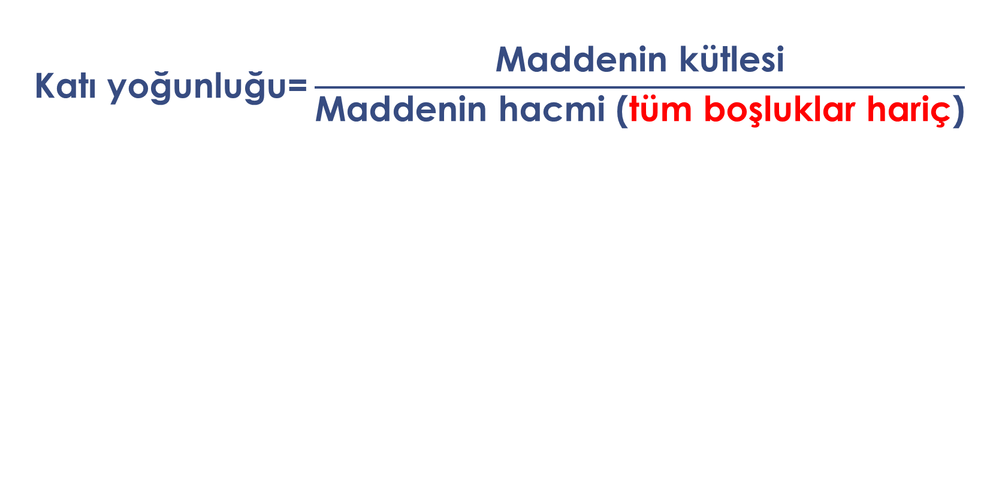 Maddenin kütlesi
Katı yoğunluğu=
Maddenin hacmi (tüm boşluklar hariç)